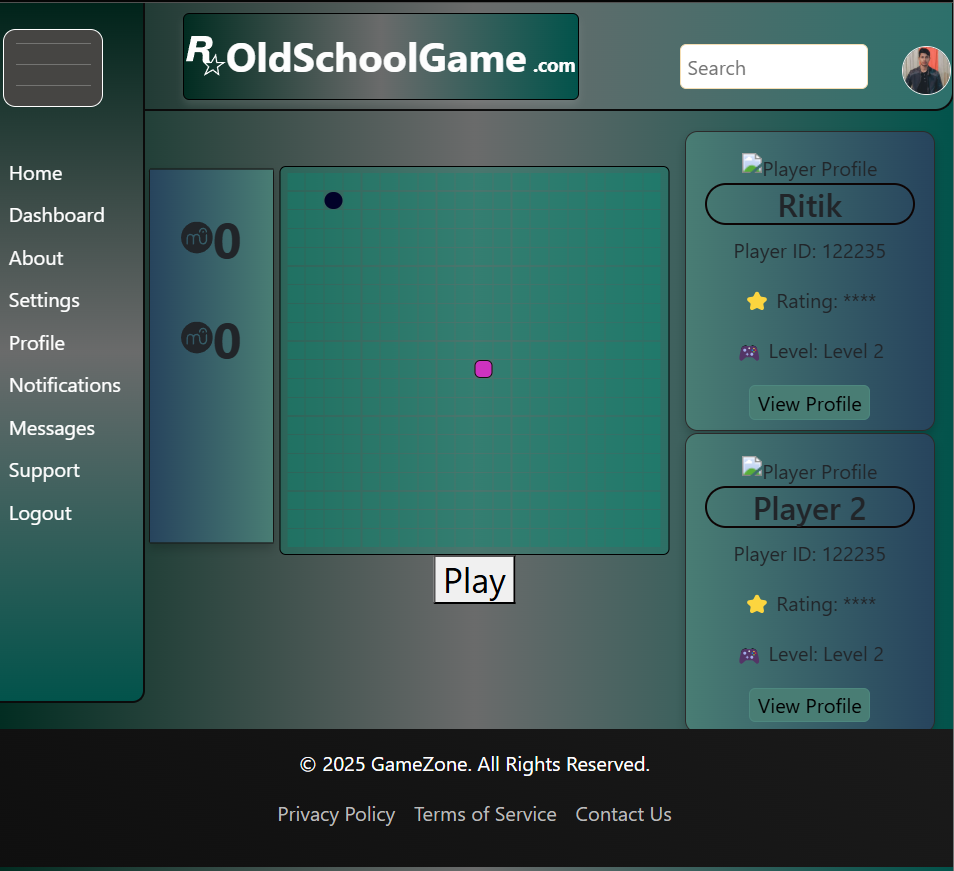 R☆OldSchoolGame .com
Search
Home
Dashboard
About
Settings
Profile
Notifications
Messages
Support
Logout
0
0
Play
Player Profile
Ritik
Player ID: 122235
⭐ Rating: ****
🎮 Level: Level 2
View Profile
Player Profile
Player 2
Player ID: 122235
⭐ Rating: ****
🎮 Level: Level 2
View Profile
© 2025 GameZone. All Rights Reserved.
Privacy Policy Terms of Service Contact Us